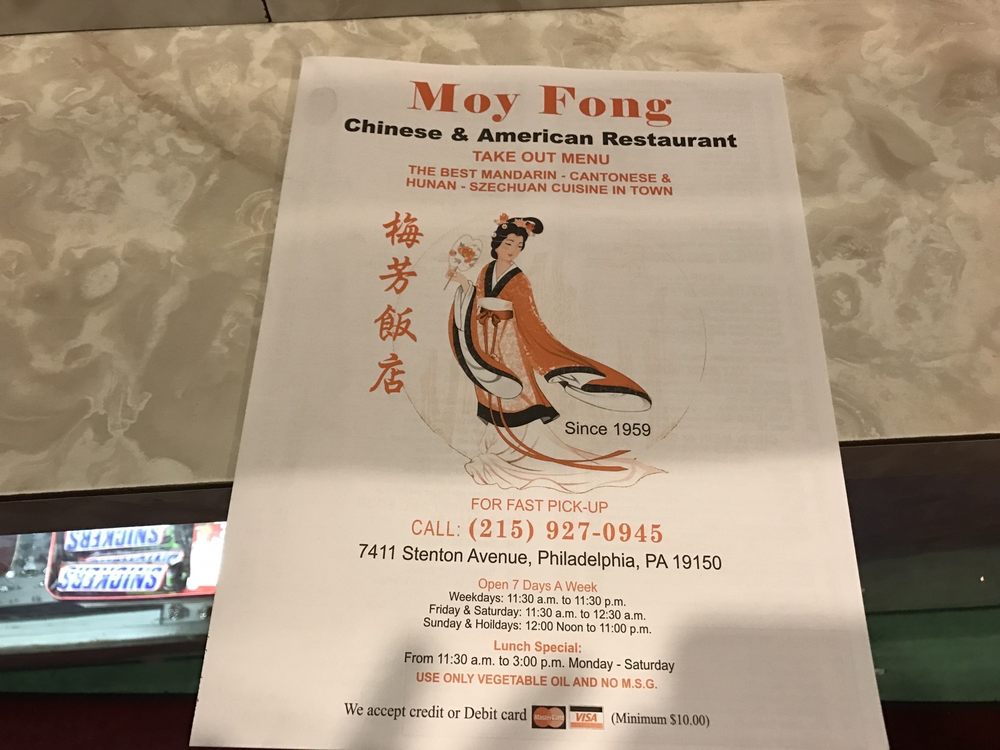 Moy Fong
Chinese & American Restaurant
TAKE OUT MENU
THE BEST MANDARIN - CANTONESE &
HUNAN - SZECHUAN CUISINE IN TOWN
梅芳飯店
Since 1959
FOR FAST PICK-UP
CALL: (215) 927-0945
7411 Stenton Avenue, Philadelphia, PA 19150
Open 7 Days A Week
Weekdays: 11:30 a.m. to 11:30 p.m.
Friday & Saturday: 11:30 a.m. to 12:30 a.m.
Sunday & Hoildays: 12:00 Noon to 11:00 p.m.
Lunch Special:
From 11:30 a.m. to 3:00 p.m. Monday - Saturday
USE ONLY VEGETABLE OIL AND NO M.S.G.
We accept credit or Debit card MasterCard VISA (Minimum $10.00)
SNICKERS
SNICKERS